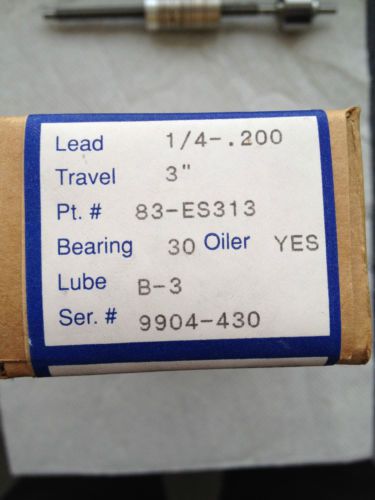 Lead 1/4-.200
Travel 3"
Pt. # 83-ES313
Bearing 30 Oiler YES
Lube B-3
Ser. # 9904-430